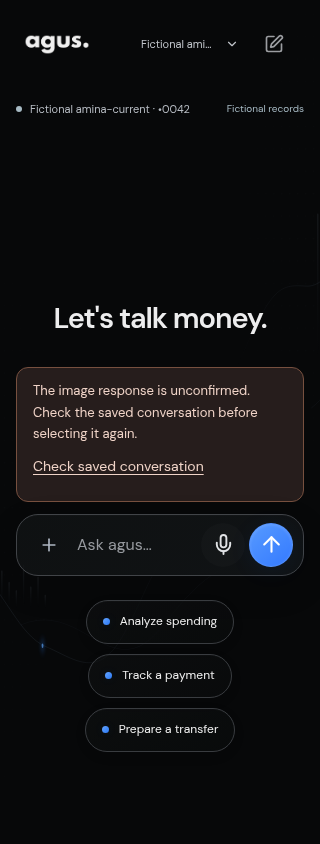 agus.
Fictional ami...
Fictional amina-current · •0042
Fictional records
Let's talk money.
The image response is unconfirmed.
Check the saved conversation before
selecting it again.
Check saved conversation
Ask agus...
Analyze spending
Track a payment
Prepare a transfer